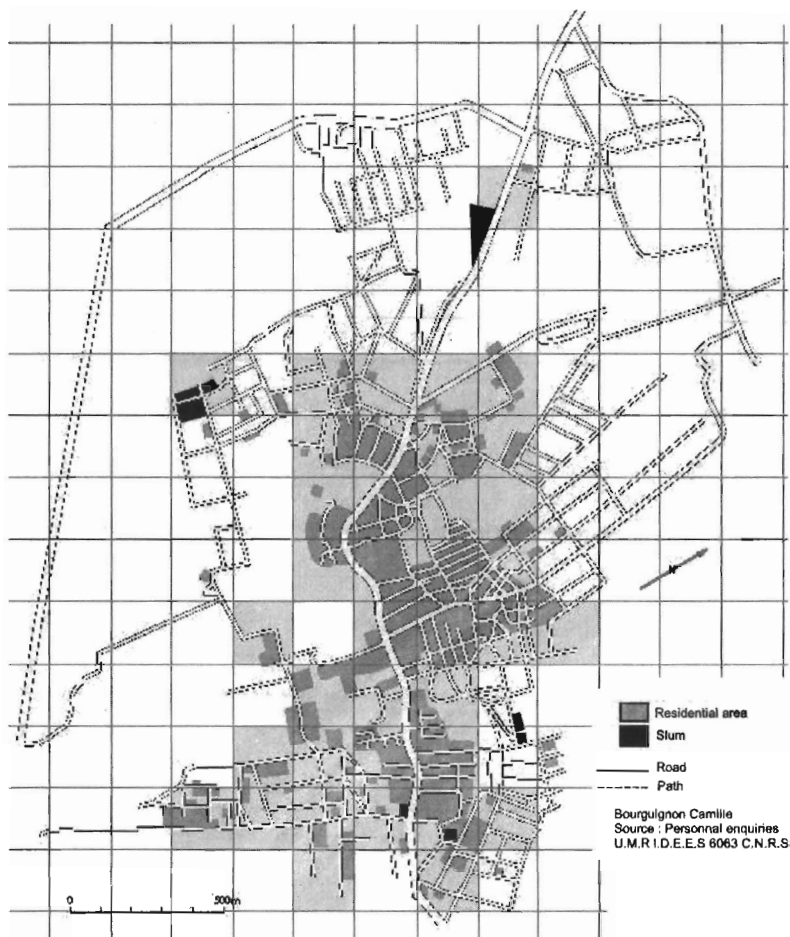 N
Residential area
Slum
Road
Path
Bourguignon Camille
Source : Personnal enquiries
U.M.R I.D.E.E.S 6063 C.N.R.S
0 500m